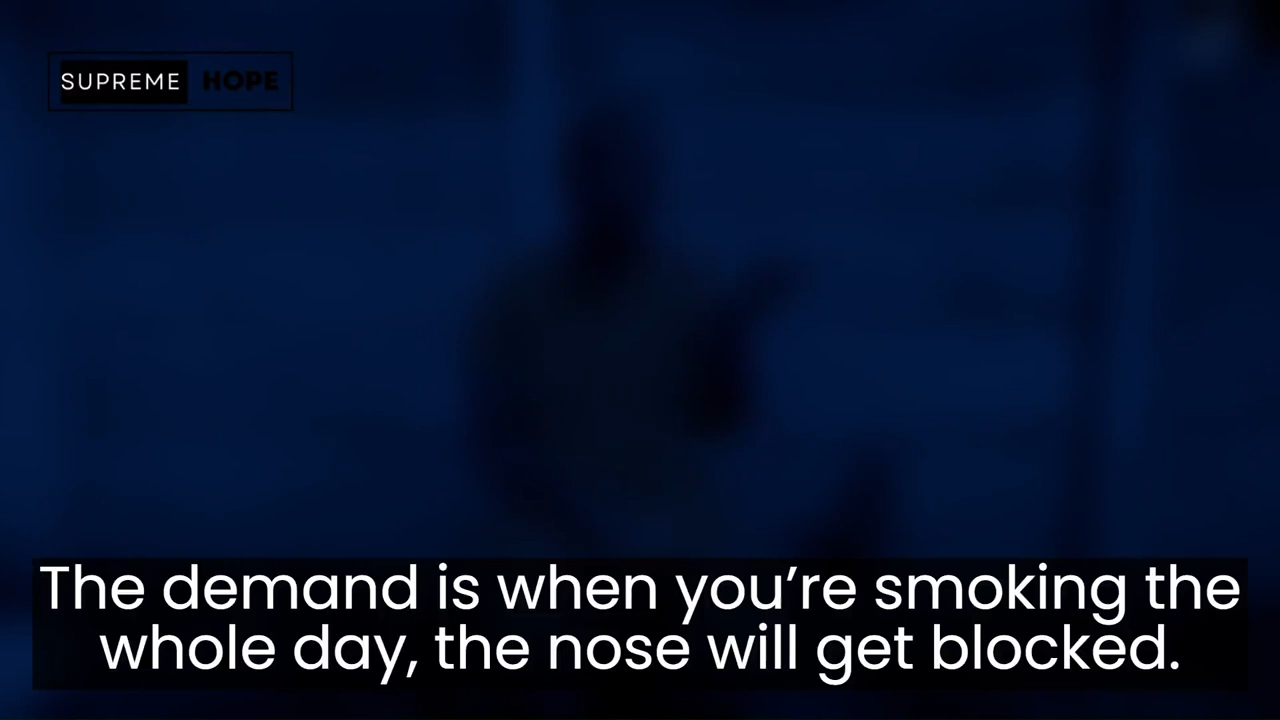 SUPREME HOPE
The demand is when you’re smoking the
whole day, the nose will get blocked.